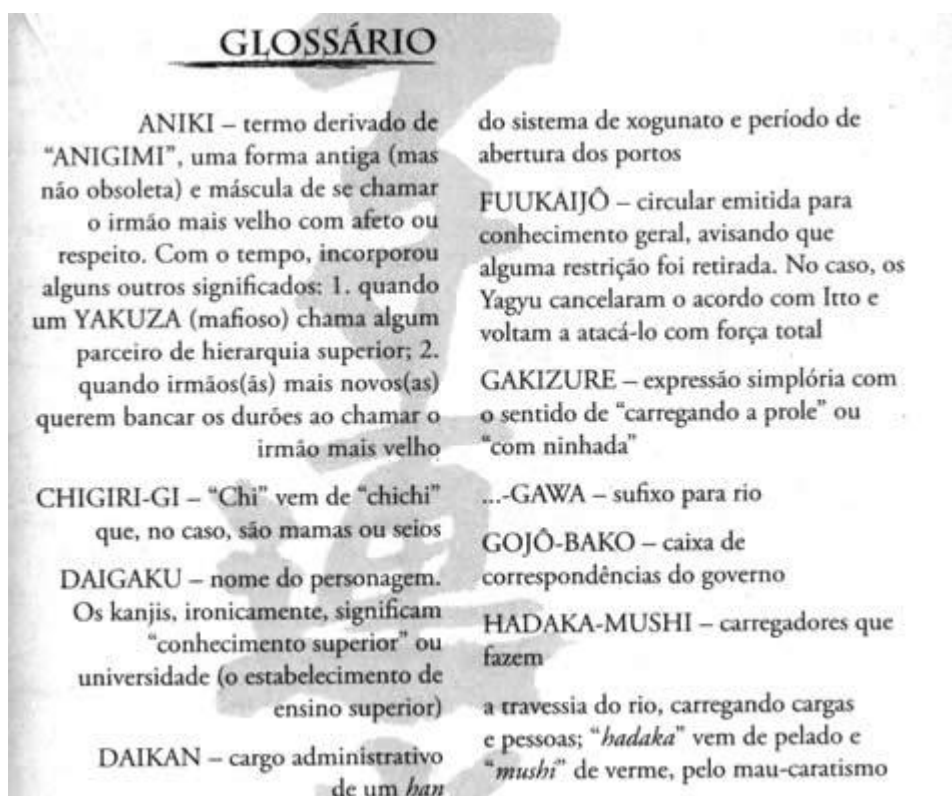 GLOSSÁRIO
ANIKI – termo derivado de
“ANIGIMI”, uma forma antiga (mas
não obsoleta) e máscula de se chamar
o irmão mais velho com afeto ou
respeito. Com o tempo, incorporou
alguns outros significados: 1. quando
um YAKUZA (mafioso) chama algum
parceiro de hierarquia superior; 2.
quando irmãos(ãs) mais novos(as)
querem bancar os durões ao chamar o
irmão mais velho
CHIGIRI-GI – “Chi” vem de “chichi”
que, no caso, são mamas ou seios
DAIGAKU – nome do personagem.
Os kanjis, ironicamente, significam
“conhecimento superior” ou
universidade (o estabelecimento de
ensino superior)
DAIKAN – cargo administrativo
de um han
do sistema de xogunato e período de
abertura dos portos
FUUKAIJÔ – circular emitida para
conhecimento geral, avisando que
alguma restrição foi retirada. No caso, os
Yagyu cancelaram o acordo com Itto e
voltam a atacá-lo com força total
GAKIZURE – expressão simplória com
o sentido de “carregando a prole” ou
“com ninhada”
...-GAWA – sufixo para rio
GOJÔ-BAKO – caixa de
correspondências do governo
HADAKA-MUSHI – carregadores que
fazem
a travessia do rio, carregando cargas
e pessoas; “hadaka” vem de pelado e
“mushi” de verme, pelo mau-caratismo